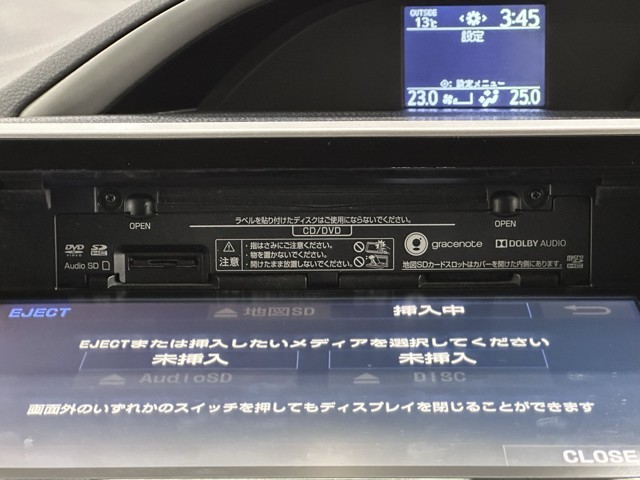 OUTSIDE
13℃
3:45
設定
設定メニュー
23.0
25.0
ラベルを貼り付けたディスクはご使用にならないでください。
OPEN
CD/DVD
OPEN
DVD
VIDEO
SD
Audio SD
注意
・指はさみにご注意ください。
・物を置かないでください。
・開けたまま放置しないでください。
gracenote
DOLBY AUDIO
地図SDカードスロットはカバーを開けた内側にあります。
EJECT
地図SD
挿入中
EJECTまたは挿入したいメディアを選択してください
未挿入
未挿入
AudioSD
DISC
画面外のいずれかのスイッチを押してもディスプレイを閉じることができます
CLOSE